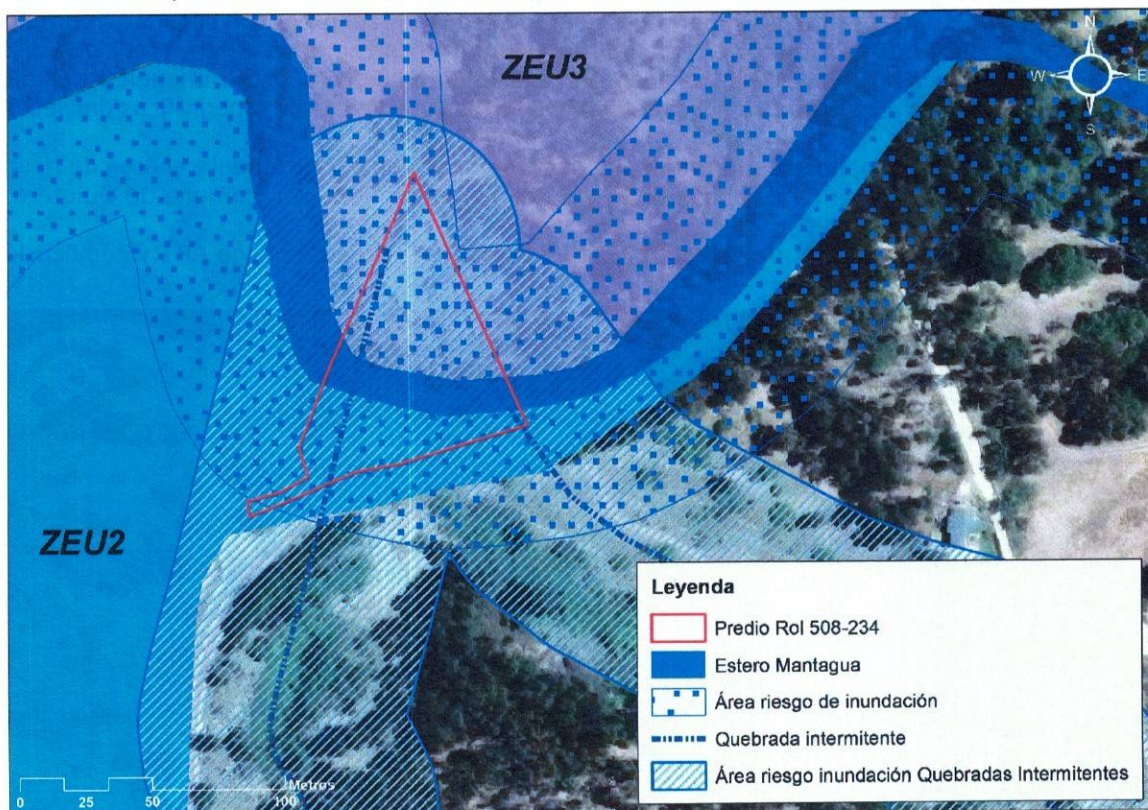 ZEU3
N
W
E
S
ZEU2
Leyenda
Predio Rol 508-234
Estero Mantagua
Área riesgo de inundación
Quebrada intermitente
Área riesgo inundación Quebradas Intermitentes
Metros
0 25 50 100